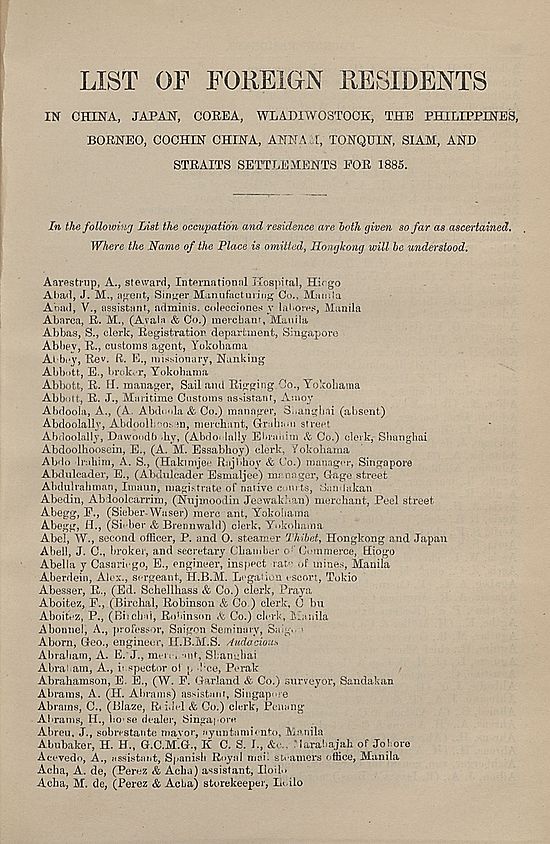 LIST OF FOREIGN RESIDENTS
IN CHINA, JAPAN, COREA, WLADIWOSTOCK, THE PHILIPPINES,
BORNEO, COCHIN CHINA, ANNAM, TONQUIN, SIAM, AND
STRAITS SETTLEMENTS FOR 1885.
In the following List the occupation and residence are both given so far as ascertained.
Where the Name of the Place is omitted, Hongkong will be understood.
Aarestrup, A., steward, International Hospital, Hiogo
Abad, J. M., agent, Singer Manufacturing Co., Manila
Abad, V., assistant, adminis. colecciones y labores, Manila
Abarca, R. M., (Ayala & Co.) merchant, Manila
Abbas, S., clerk, Registration department, Singapore
Abbey, R., customs agent, Yokohama
Abbey, Rev. R. E., missionary, Nanking
Abbott, E., broker, Yokohama
Abbott, R. H. manager, Sail and Rigging Co., Yokohama
Abbott, R. J., Maritime Customs assistant, Amoy
Abdoola, A., (A. Abdoola & Co.) manager, Shanghai (absent)
Abdoolally, Abdoolhoosen, merchant, Graham street
Abdoolally, Dawoodbhy, (Abdoolally Ebrahim & Co.) clerk, Shanghai
Abdoolhoosein, E., (A. M. Essabhoy) clerk, Yokohama
Abdo Irahim, A. S., (Hakimjee Rajbhoy & Co.) manager, Singapore
Abdulcader, E., (Abdulcader Esmaljee) manager, Gage street
Abdulrahman, Imaun, magistrate of native courts, Sandakan
Abedin, Abdoolcarrim, (Nujmoodin Jeewakhan) merchant, Peel street
Abegg, F., (Sieber-Waser) merc ant, Yokohama
Abegg, H., (Sieber & Brennwald) clerk, Yokohama
Abel, W., second officer, P. and O. steamer Thibet, Hongkong and Japan
Abell, J. C., broker, and secretary Chamber of Commerce, Hiogo
Abella y Casariego, E., engineer, inspect rate of mines, Manila
Aberdein, Alex., sergeant, H.B.M. Legation escort, Tokio
Abesser, R., (Ed. Schellhass & Co.) clerk, Praya
Aboitez, F., (Birchal, Robinson & Co.) clerk, C bu
Aboitez, P., (Birchal, Robinson & Co.) clerk, Manila
Abonnel, A., professor, Saigon Seminary, Saigon
Aborn, Geo., engineer, H.B.M.S. Audacious
Abraham, A. E. J., merchant, Shanghai
Abraham, A., inspector of police, Perak
Abrahamson, E. E., (W. F. Garland & Co.) surveyor, Sandakan
Abrams, A. (H. Abrams) assistant, Singapore
Abrams, C., (Blaze, Reidel & Co.) clerk, Penang
Abrams, H., horse dealer, Singapore
Abreu, J., sobrestante mayor, ayuntamiento, Manila
Abubaker, H. H., G.C.M.G., K C. S. I., &c., Maharajah of Johore
Acevedo, A., assistant, Spanish Royal mail steamers office, Manila
Acha, A. de, (Perez & Acha) assistant, Iloilo
Acha, M. de, (Perez & Acha) storekeeper, Iloilo